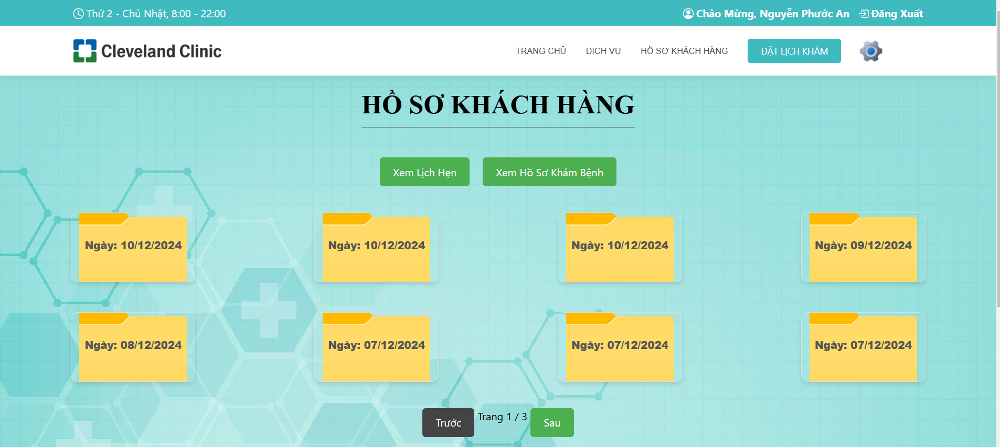 Thứ 2 - Chủ Nhật, 8:00 - 22:00
Chào Mừng, Nguyễn Phước An
Đăng Xuất
Cleveland Clinic
TRANG CHỦ
DỊCH VỤ
HỒ SƠ KHÁCH HÀNG
ĐẶT LỊCH KHÁM
HỒ SƠ KHÁCH HÀNG
Xem Lịch Hẹn
Xem Hồ Sơ Khám Bệnh
Ngày: 10/12/2024
Ngày: 10/12/2024
Ngày: 10/12/2024
Ngày: 09/12/2024
Ngày: 08/12/2024
Ngày: 07/12/2024
Ngày: 07/12/2024
Ngày: 07/12/2024
Trước
Trang 1 / 3
Sau